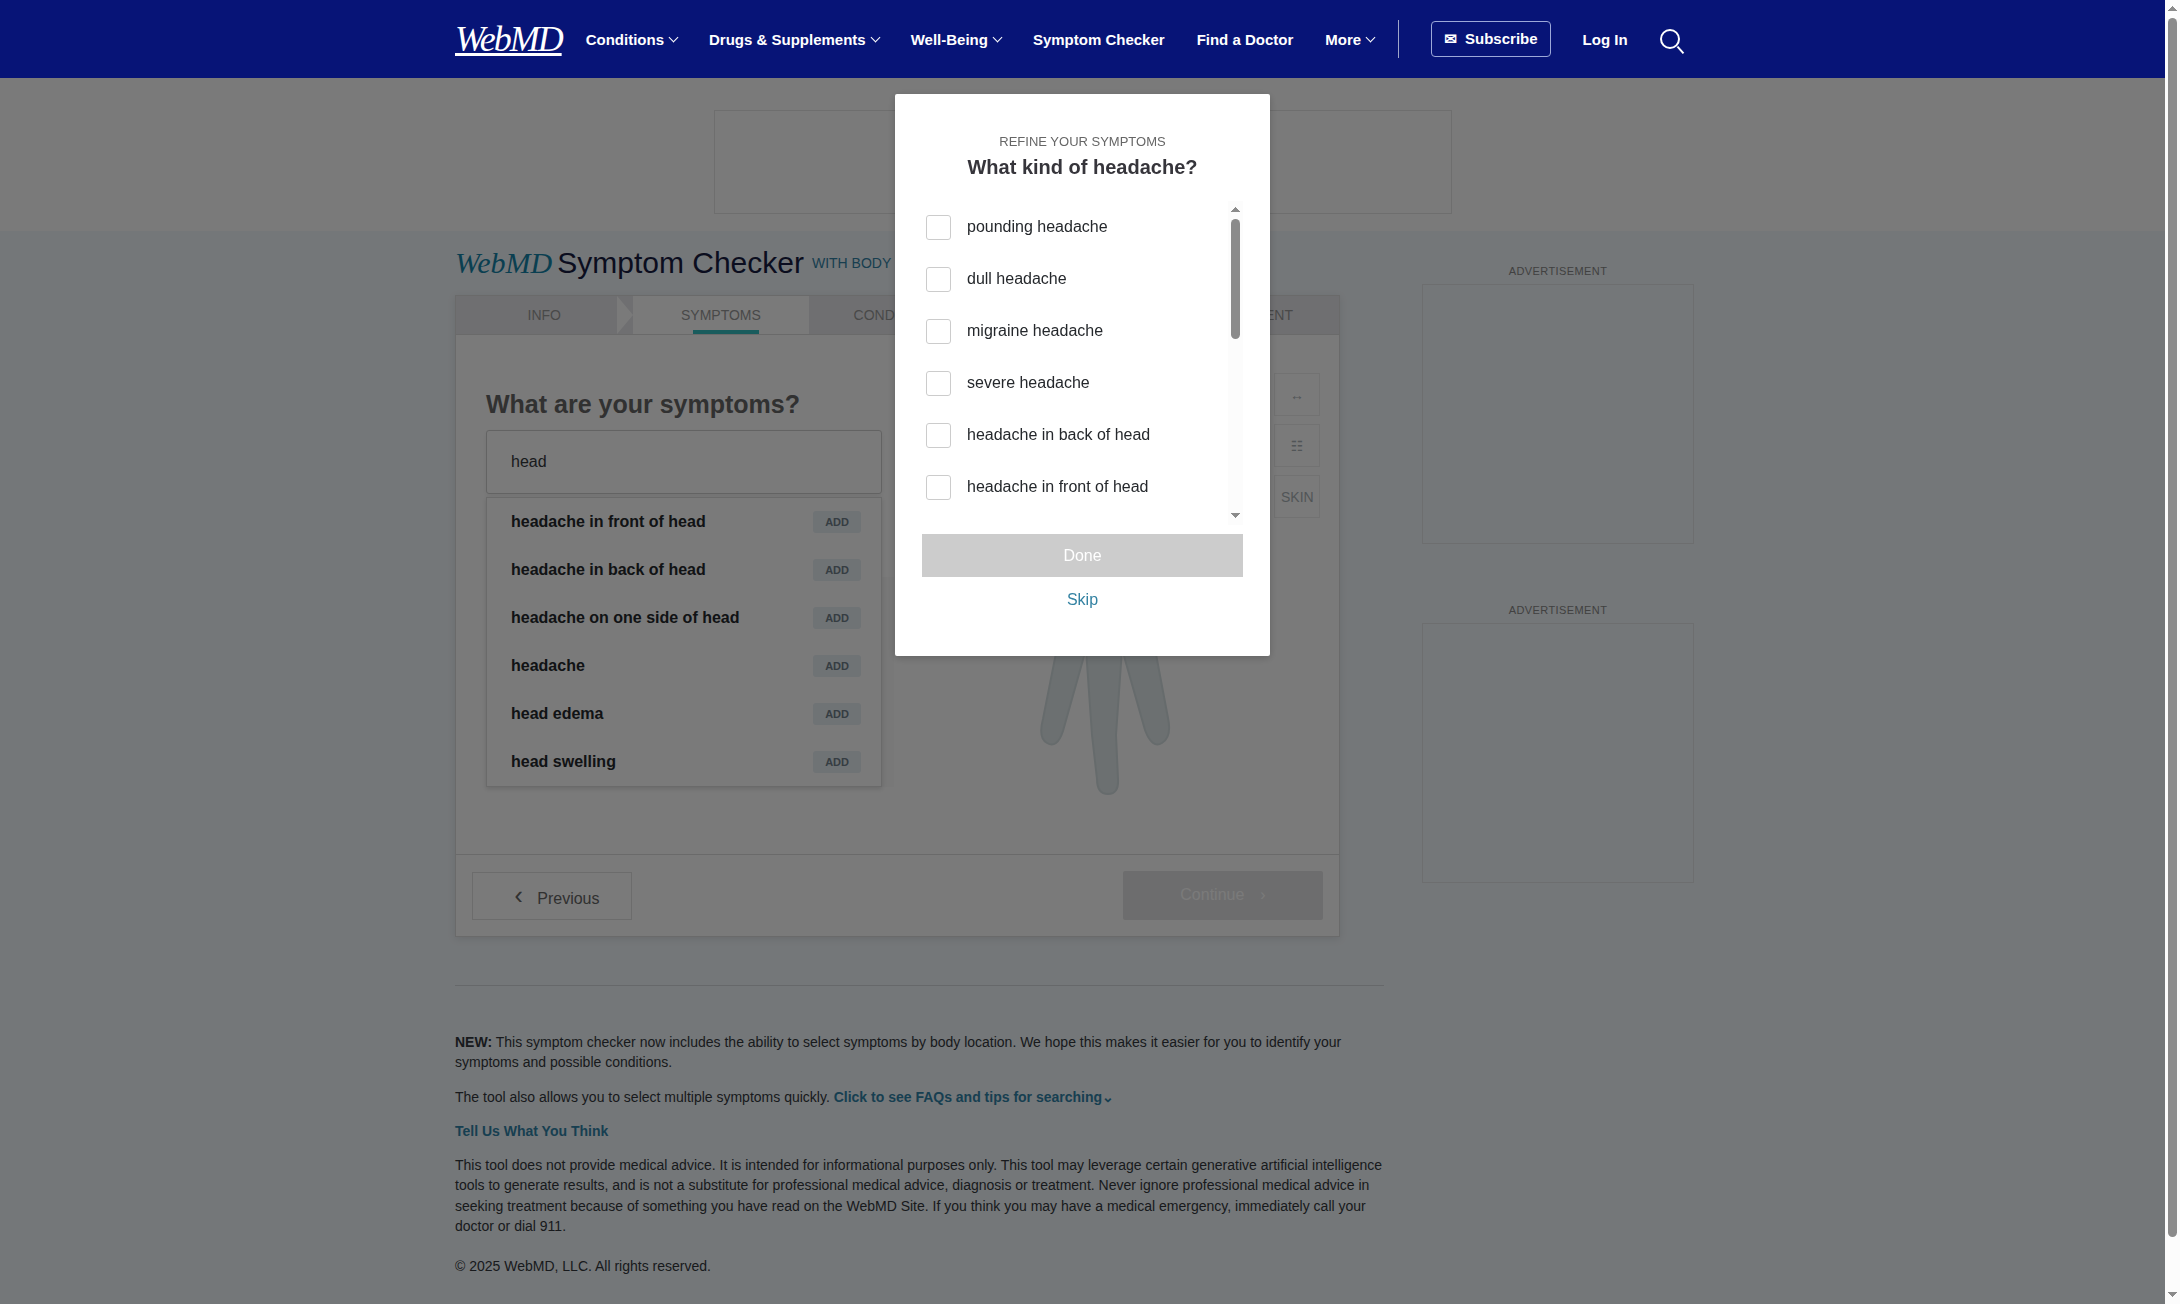 WebMD Conditions Drugs & Supplements Well-Being Symptom Checker Find a Doctor More ✉ Subscribe Log In
REFINE YOUR SYMPTOMS
What kind of headache?
pounding headache
dull headache
migraine headache
severe headache
headache in back of head
headache in front of head
Done
Skip
WebMD Symptom Checker WITH BODY
ADVERTISEMENT
INFO SYMPTOMS COND ENT
What are your symptoms?
head
headache in front of head ADD
headache in back of head ADD
headache on one side of head ADD
headache ADD
head edema ADD
head swelling ADD
SKIN
ADVERTISEMENT
Previous Continue
NEW: This symptom checker now includes the ability to select symptoms by body location. We hope this makes it easier for you to identify your
symptoms and possible conditions.
The tool also allows you to select multiple symptoms quickly. Click to see FAQs and tips for searching
Tell Us What You Think
This tool does not provide medical advice. It is intended for informational purposes only. This tool may leverage certain generative artificial intelligence
tools to generate results, and is not a substitute for professional medical advice, diagnosis or treatment. Never ignore professional medical advice in
seeking treatment because of something you have read on the WebMD Site. If you think you may have a medical emergency, immediately call your
doctor or dial 911.
© 2025 WebMD, LLC. All rights reserved.